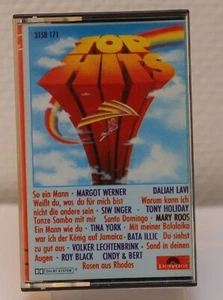 3158 171
TOP
HITS
So ein Mann • MARGOT WERNER DALIAH LAVI
Weißt du, was du für mich bist Warum kann ich
nicht die andere sein • SIW INGER • TONY HOLIDAY
Tanze Samba mit mir Santo Domingo • MARY ROOS
Ein Mann wie du • TINA YORK • Mit meiner Balalaika
war ich der König auf Jamaica • BATA ILLIC Du siehst
zu gut aus • VOLKER LECHTENBRINK • Sand in deinen
Augen • ROY BLACK CINDY & BERT
Rosen aus Rhodos
DOLBY SYSTEM
Polydor